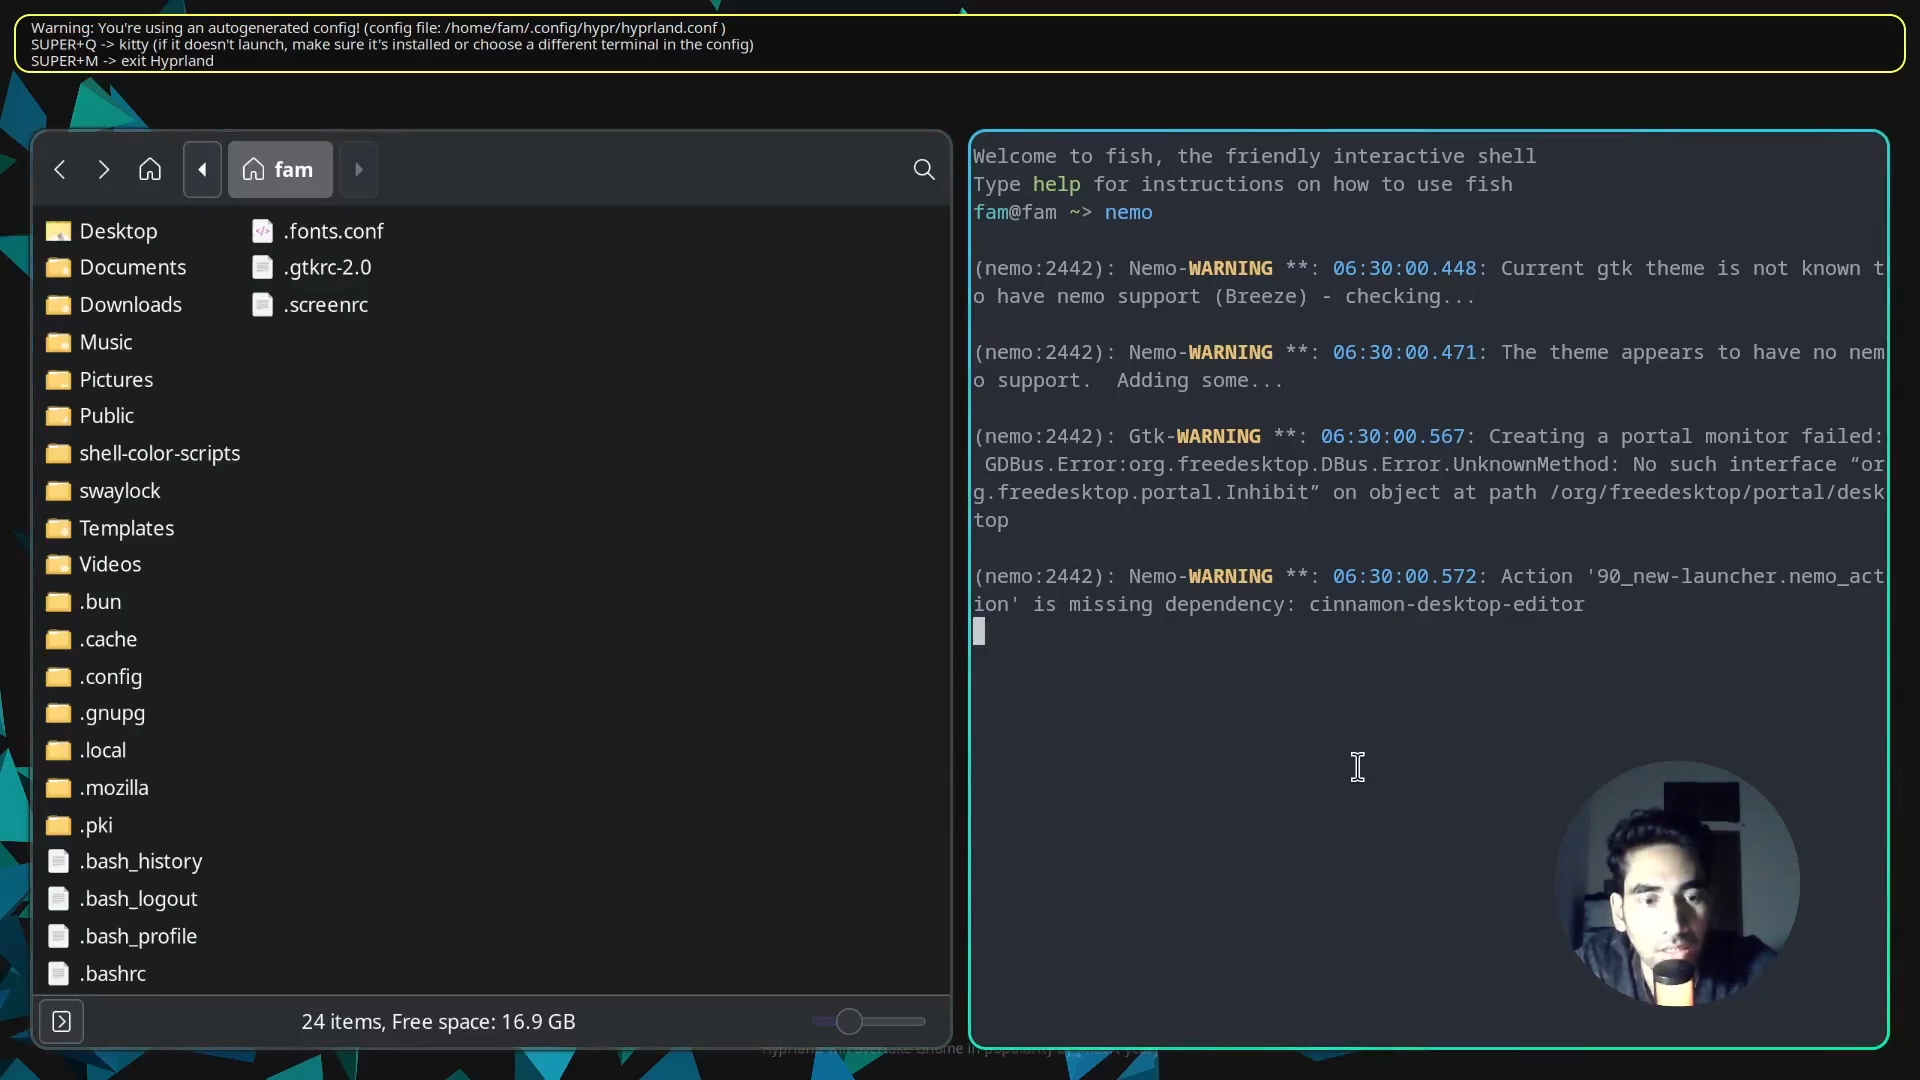 Warning: You're using an autogenerated config! (config file: /home/fam/.config/hypr/hyprland.conf )
SUPER+Q -> kitty (if it doesn't launch, make sure it's installed or choose a different terminal in the config)
SUPER+M -> exit Hyprland
fam
Desktop
Documents
Downloads
Music
Pictures
Public
shell-color-scripts
swaylock
Templates
Videos
.bun
.cache
.config
.gnupg
.local
.mozilla
.pki
.bash_history
.bash_logout
.bash_profile
.bashrc
.fonts.conf
.gtkrc-2.0
.screenrc
24 items, Free space: 16.9 GB
Welcome to fish, the friendly interactive shell
Type help for instructions on how to use fish
fam@fam ~> nemo
(nemo:2442): Nemo-WARNING **: 06:30:00.448: Current gtk theme is not known t
o have nemo support (Breeze) - checking...
(nemo:2442): Nemo-WARNING **: 06:30:00.471: The theme appears to have no nem
o support.  Adding some...
(nemo:2442): Gtk-WARNING **: 06:30:00.567: Creating a portal monitor failed:
GDBus.Error:org.freedesktop.DBus.Error.UnknownMethod: No such interface “or
g.freedesktop.portal.Inhibit” on object at path /org/freedesktop/portal/desk
top
(nemo:2442): Nemo-WARNING **: 06:30:00.572: Action '90_new-launcher.nemo_act
ion' is missing dependency: cinnamon-desktop-editor
Hyprland will overtake Gnome in popularity by